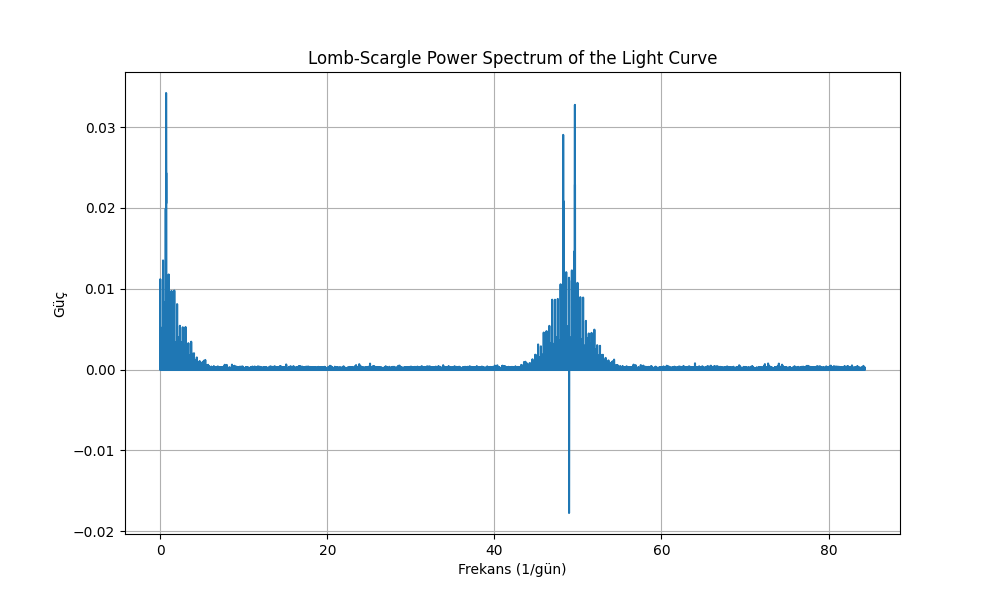 Lomb-Scargle Power Spectrum of the Light Curve
Güç
0.03
0.02
0.01
0.00
−0.01
−0.02
0 20 40 60 80
Frekans (1/gün)